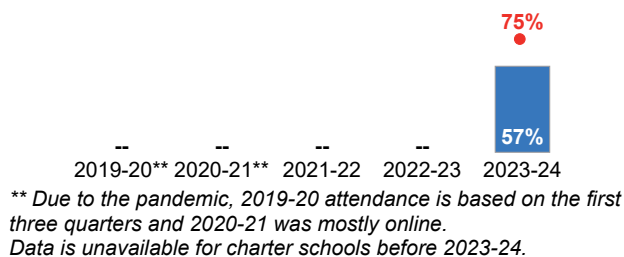 75%
57%
-- -- -- --
2019-20** 2020-21** 2021-22 2022-23 2023-24
** Due to the pandemic, 2019-20 attendance is based on the first
three quarters and 2020-21 was mostly online.
Data is unavailable for charter schools before 2023-24.